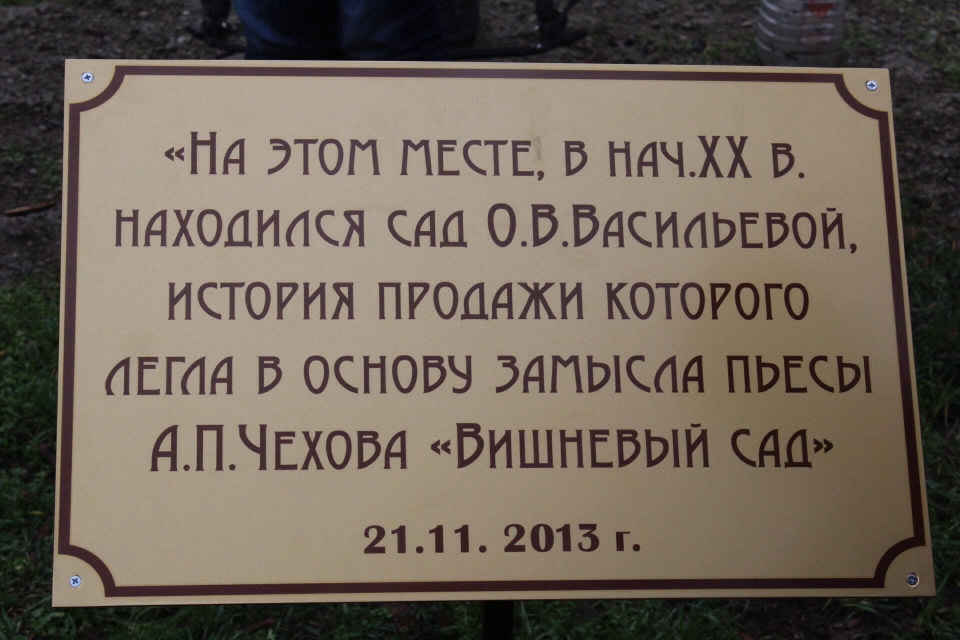 «На этом месте, в нач.XX в.
находился сад О.В.Васильевой,
история продажи которого
легла в основу замысла пьесы
А.П.Чехова «Вишневый сад»
21.11. 2013 г.